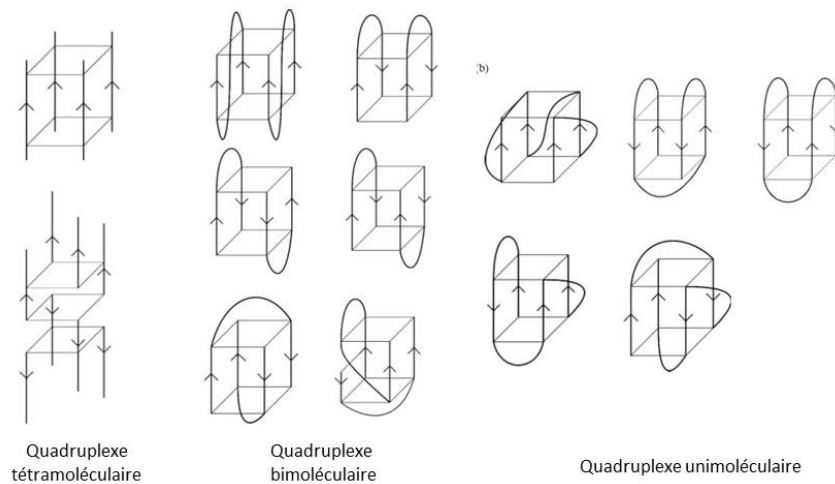 (b)
Quadruplexe
tétramoléculaire
Quadruplexe
bimoléculaire
Quadruplexe unimoléculaire